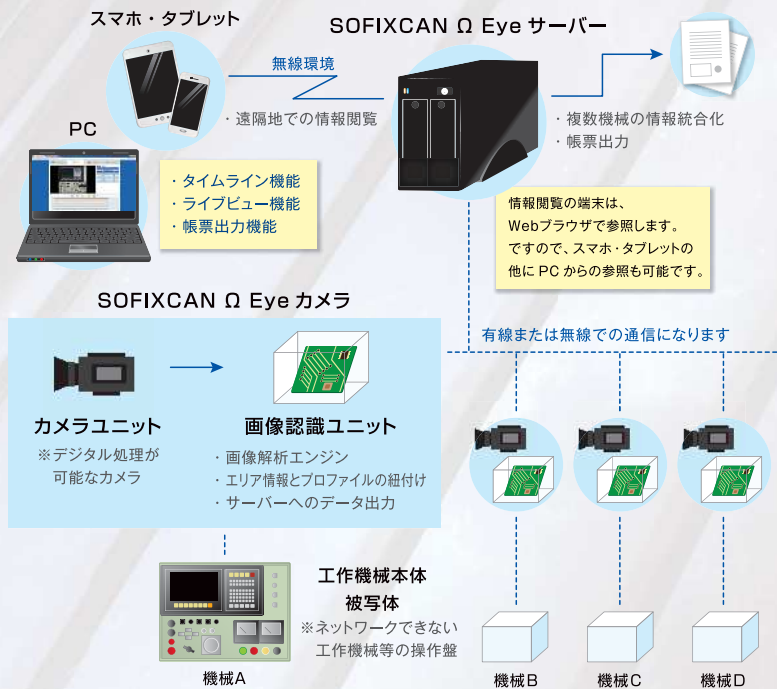 スマホ・タブレット
SOFIXCAN Ω Eye サーバー
無線環境
・遠隔地での情報閲覧
・複数機械の情報統合化
・帳票出力
PC
・タイムライン機能
・ライブビュー機能
・帳票出力機能
情報閲覧の端末は、
Webブラウザで参照します。
ですので、スマホ・タブレットの
他に PC からの参照も可能です。
SOFIXCAN Ω Eye カメラ
有線または無線での通信になります
カメラユニット
※デジタル処理が
可能なカメラ
画像認識ユニット
・画像解析エンジン
・エリア情報とプロファイルの紐付け
・サーバーへのデータ出力
工作機械本体
被写体
※ネットワークできない
工作機械等の操作盤
機械A
機械B
機械C
機械D